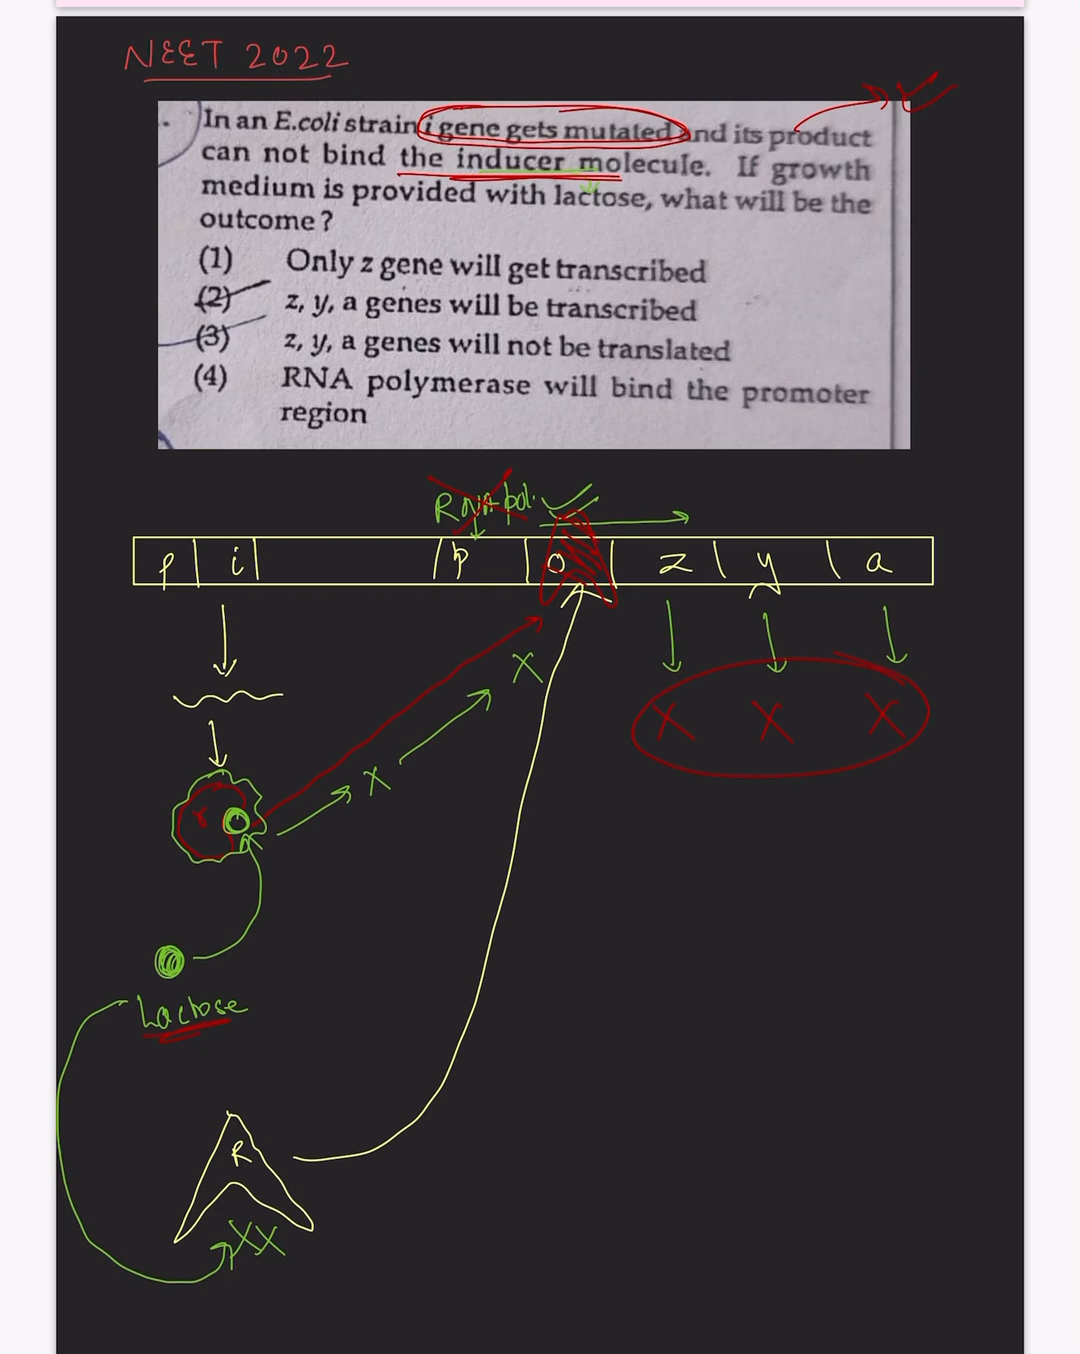 NEET 2022
In an E.coli strain i gene gets mutated and its product
can not bind the inducer molecule. If growth
medium is provided with lactose, what will be the
outcome ?
(1) Only z gene will get transcribed
(2) z, y, a genes will be transcribed
(3) z, y, a genes will not be translated
(4) RNA polymerase will bind the promoter
region
RNA pol.
p i p o z y a
X
X X X
X
r
Lactose
R
XX